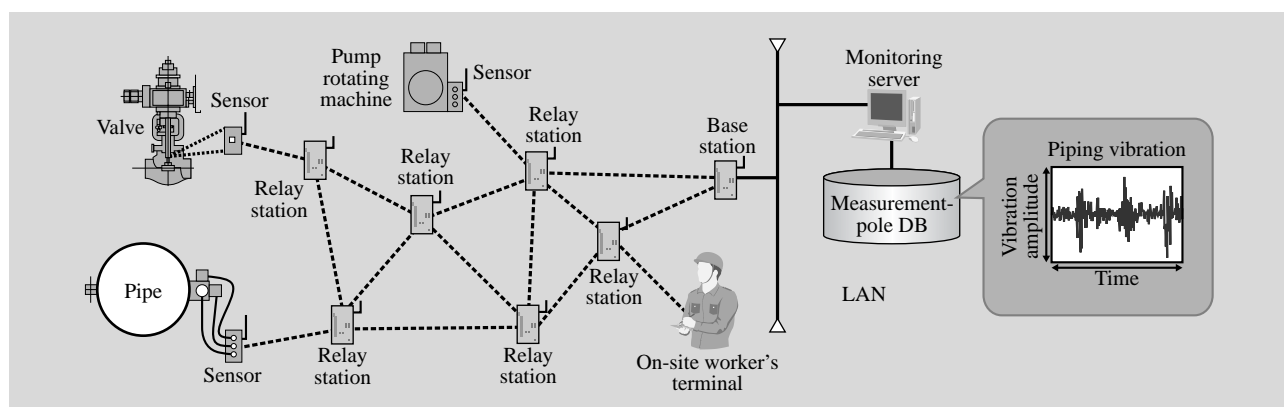 Pump
rotating
machine
Sensor
Monitoring
server
Sensor
Valve
Relay
station
Base
station
Relay
station
Relay
station
Piping vibration
Vibration
amplitude
Time
Measurement-
pole DB
Relay
station
Pipe
LAN
Sensor
Relay
station
Relay
station
On-site worker's
terminal